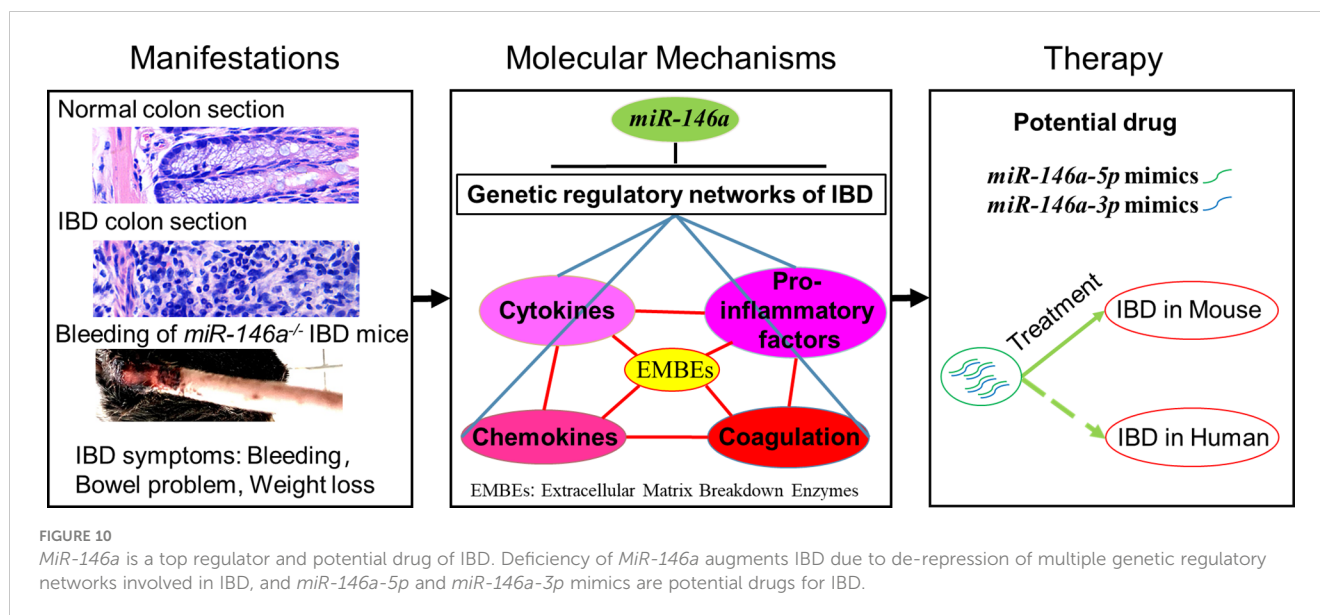 Manifestations
Normal colon section
IBD colon section
Bleeding of miR-146a-/- IBD mice
IBD symptoms: Bleeding,
Bowel problem, Weight loss
Molecular Mechanisms
miR-146a
Genetic regulatory networks of IBD
Cytokines
Pro-
inflammatory
factors
EMBEs
Chemokines
Coagulation
EMBEs: Extracellular Matrix Breakdown Enzymes
Therapy
Potential drug
miR-146a-5p mimics
miR-146a-3p mimics
Treatment
IBD in Mouse
IBD in Human
FIGURE 10
MiR-146a is a top regulator and potential drug of IBD. Deficiency of MiR-146a augments IBD due to de-repression of multiple genetic regulatory
networks involved in IBD, and miR-146a-5p and miR-146a-3p mimics are potential drugs for IBD.